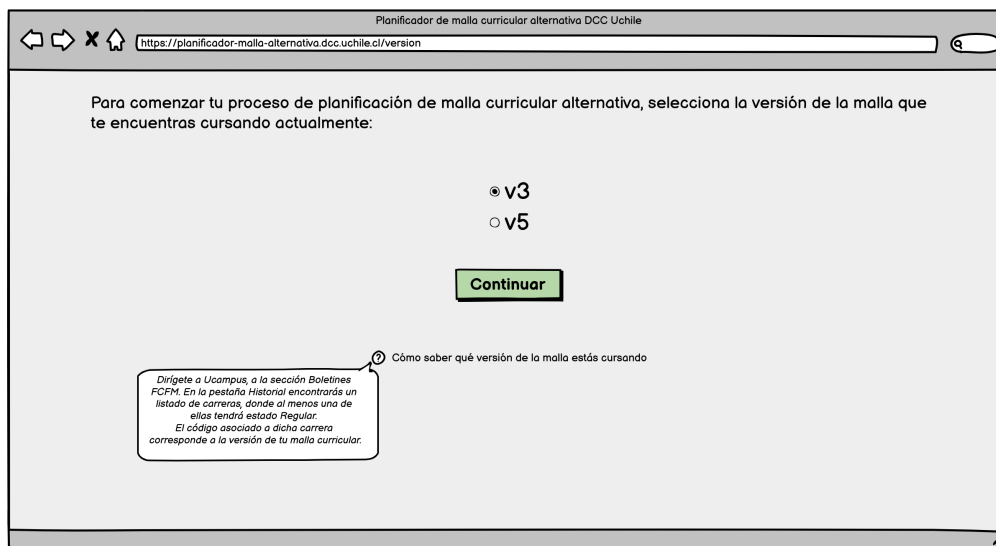 Planificador de malla curricular alternativa DCC Uchile
https://planificador-malla-alternativa.dcc.uchile.cl/version
Para comenzar tu proceso de planificación de malla curricular alternativa, selecciona la versión de la malla que
te encuentras cursando actualmente:
v3
v5
Continuar
? Cómo saber qué versión de la malla estás cursando
Dirígete a Ucampus, a la sección Boletines
FCFM. En la pestaña Historial encontrarás un
listado de carreras, donde al menos una de
ellas tendrá estado Regular.
El código asociado a dicha carrera
corresponde a la versión de tu malla curricular.